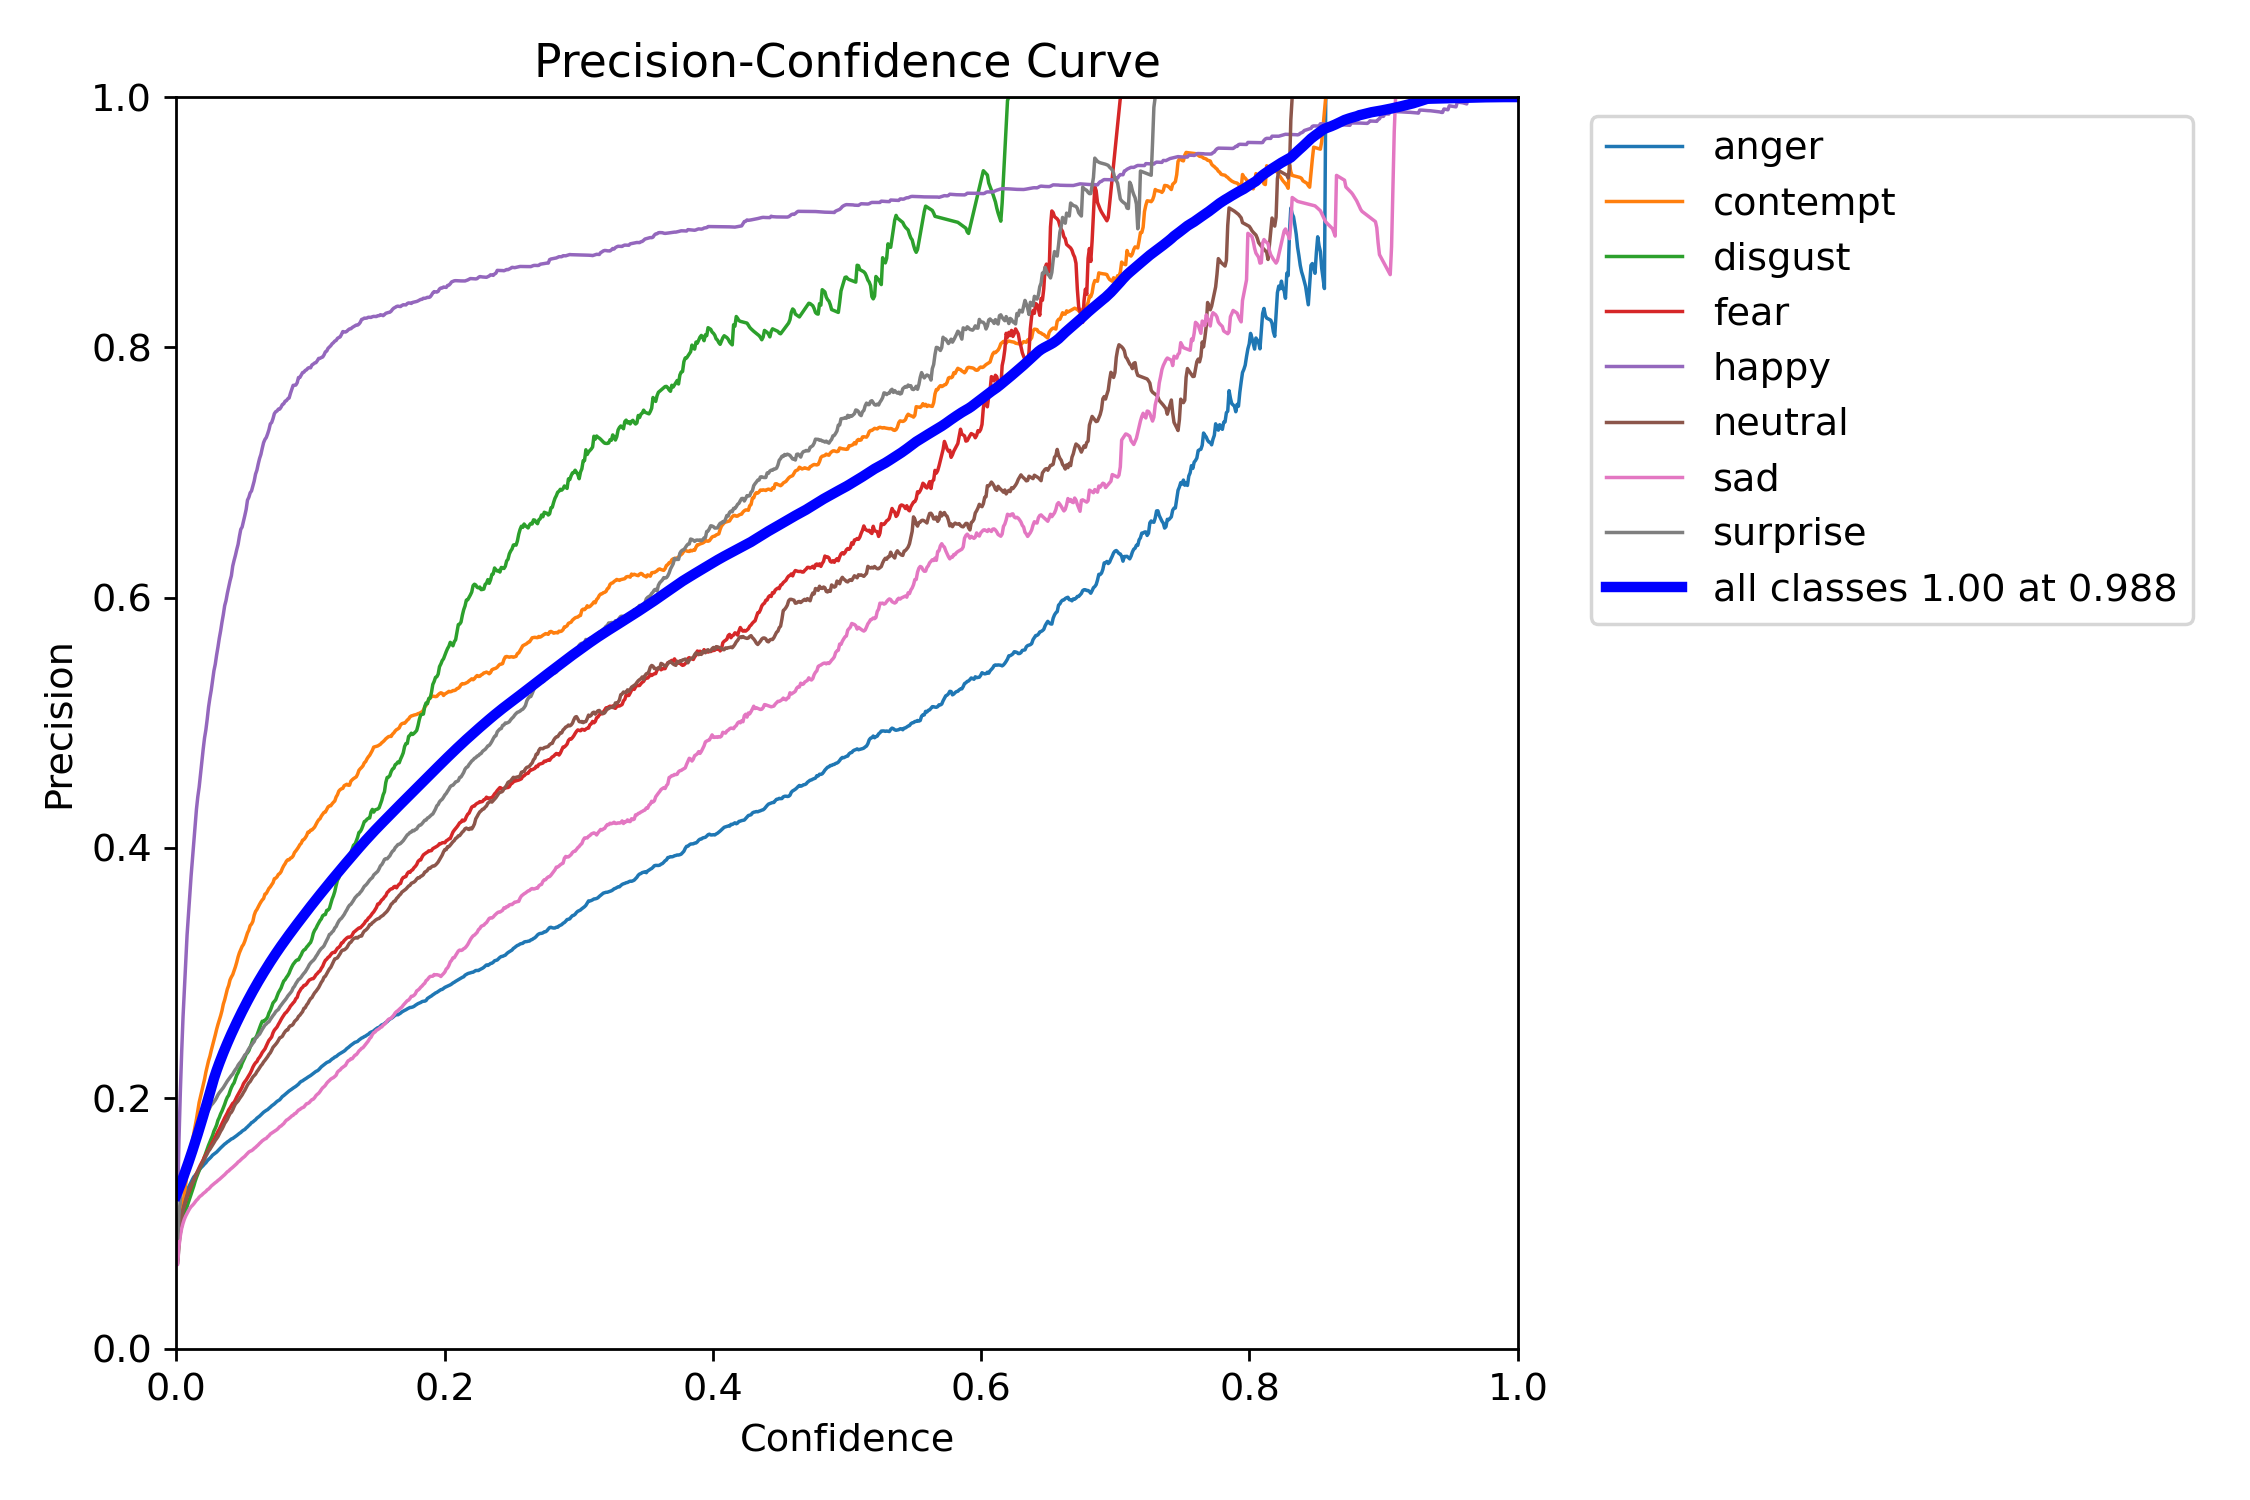 Precision-Confidence Curve
1.0
0.8
0.6
0.4
0.2
0.0
Precision
0.0 0.2 0.4 0.6 0.8 1.0
Confidence
anger
contempt
disgust
fear
happy
neutral
sad
surprise
all classes 1.00 at 0.988